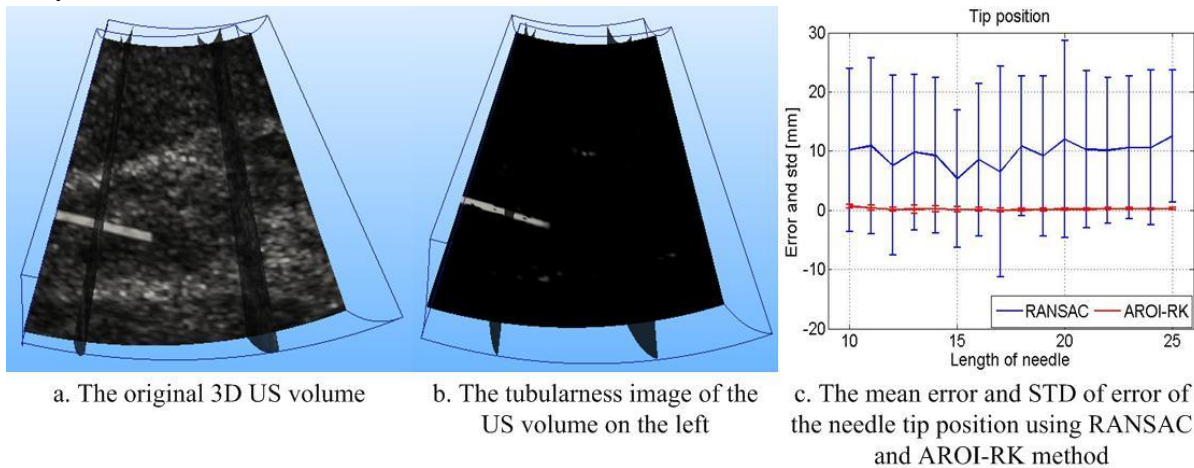 Tip position
30
20
10
0
-10
-20
Error and std [mm]
RANSAC
AROI-RK
10
15
20
25
Length of needle
a. The original 3D US volume
b. The tubularness image of the
US volume on the left
c. The mean error and STD of error of
the needle tip position using RANSAC
and AROI-RK method